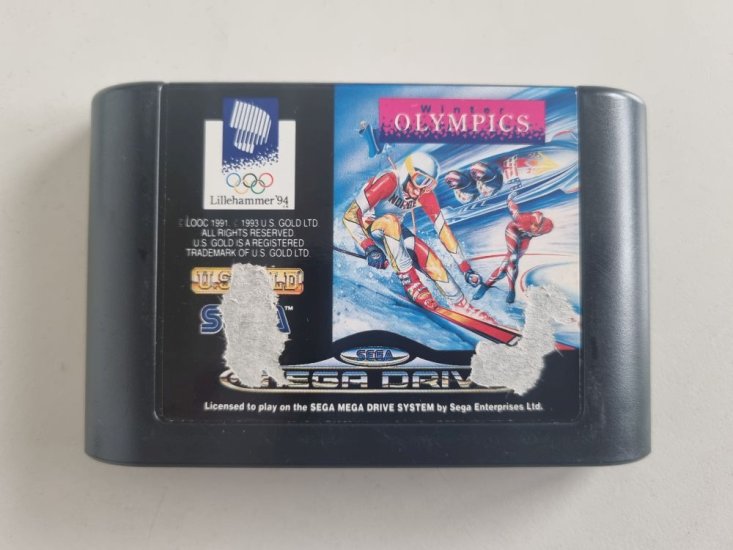 Winter
OLYMPICS
Lillehammer '94
LOOC 1991 © 1993 U.S. GOLD LTD.
ALL RIGHTS RESERVED.
U.S. GOLD IS A REGISTERED
TRADEMARK OF U.S. GOLD LTD.
SEGA
Licensed to play on the SEGA MEGA DRIVE SYSTEM by Sega Enterprises Ltd.